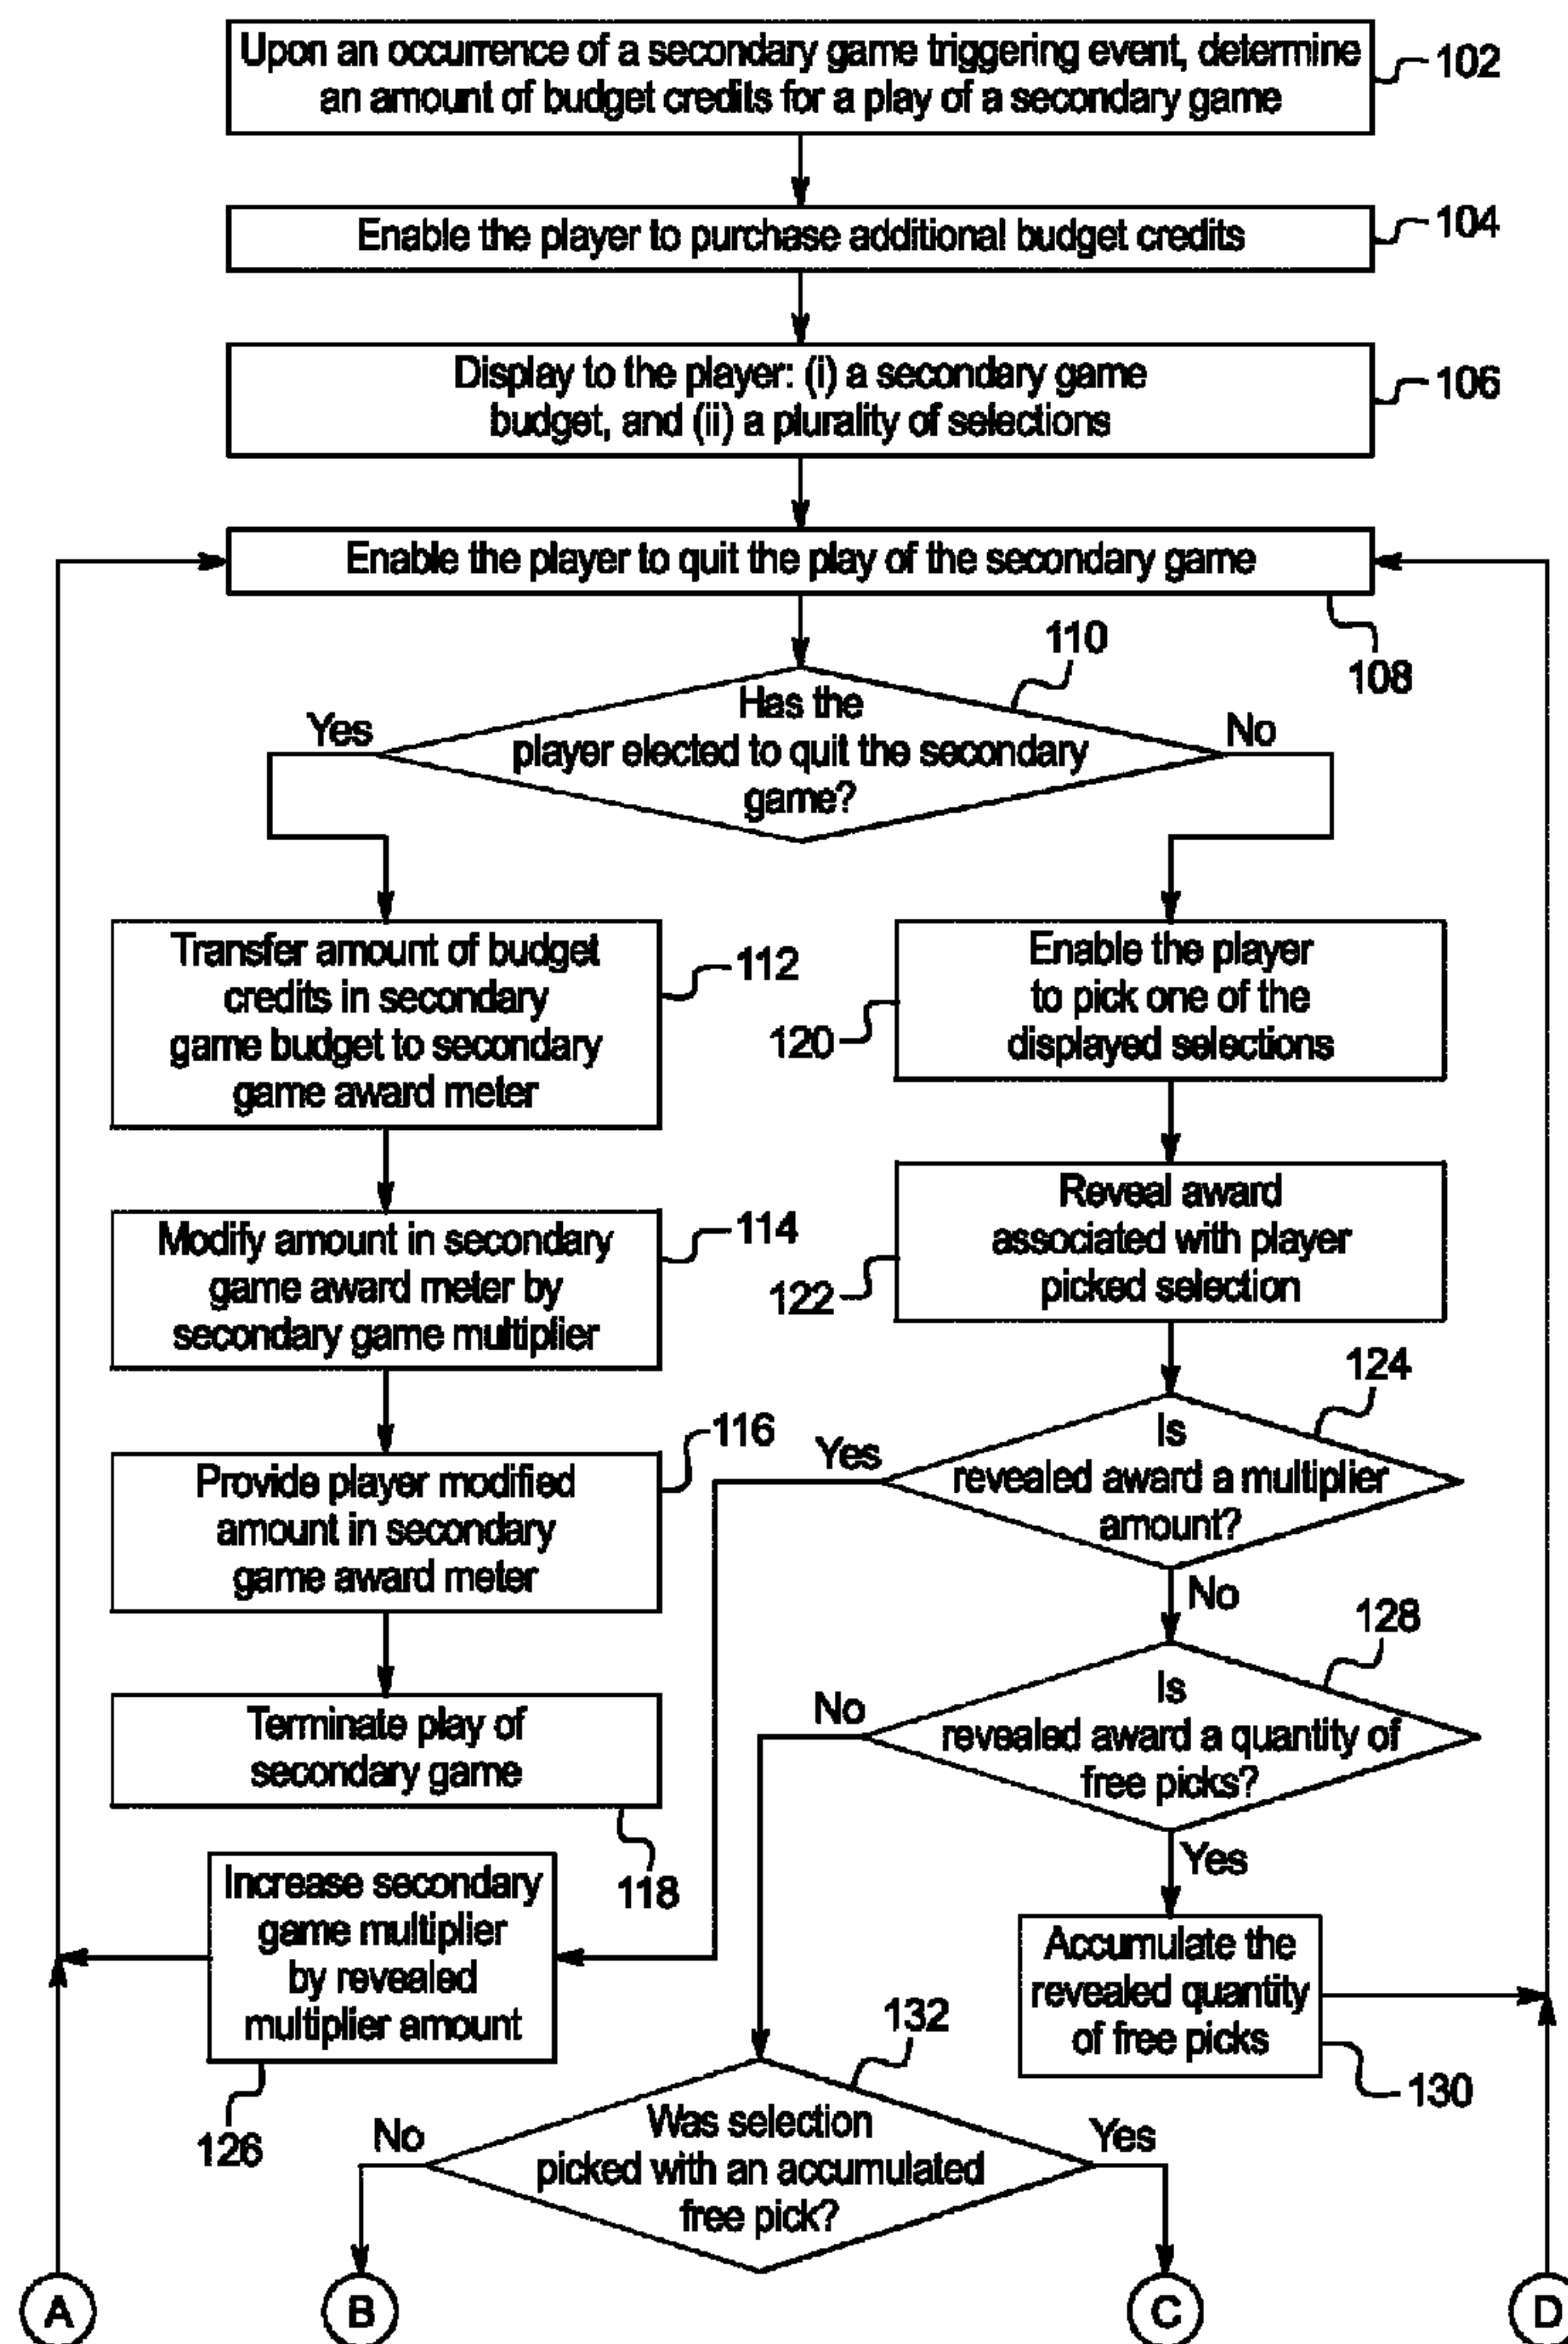 Upon an occurrence of a secondary game triggering event, determine
an amount of budget credits for a play of a secondary game
102
Enable the player to purchase additional budget credits
104
Display to the player: (i) a secondary game
budget, and (ii) a plurality of selections
106
Enable the player to quit the play of the secondary game
108
110
Has the
player elected to quit the secondary
game?
Yes
No
Transfer amount of budget
credits in secondary
game budget to secondary
game award meter
112
Enable the player
to pick one of the
displayed selections
120
Modify amount in secondary
game award meter by
secondary game multiplier
114
Reveal award
associated with player
picked selection
122
Provide player modified
amount in secondary
game award meter
116
124
Is
revealed award a multiplier
amount?
Yes
No
Terminate play of
secondary game
118
128
Is
revealed award a quantity of
free picks?
No
Yes
Increase secondary
game multiplier
by revealed
multiplier amount
126
Accumulate the
revealed quantity
of free picks
130
132
Was selection
picked with an accumulated
free pick?
No
Yes
A
B
C
D